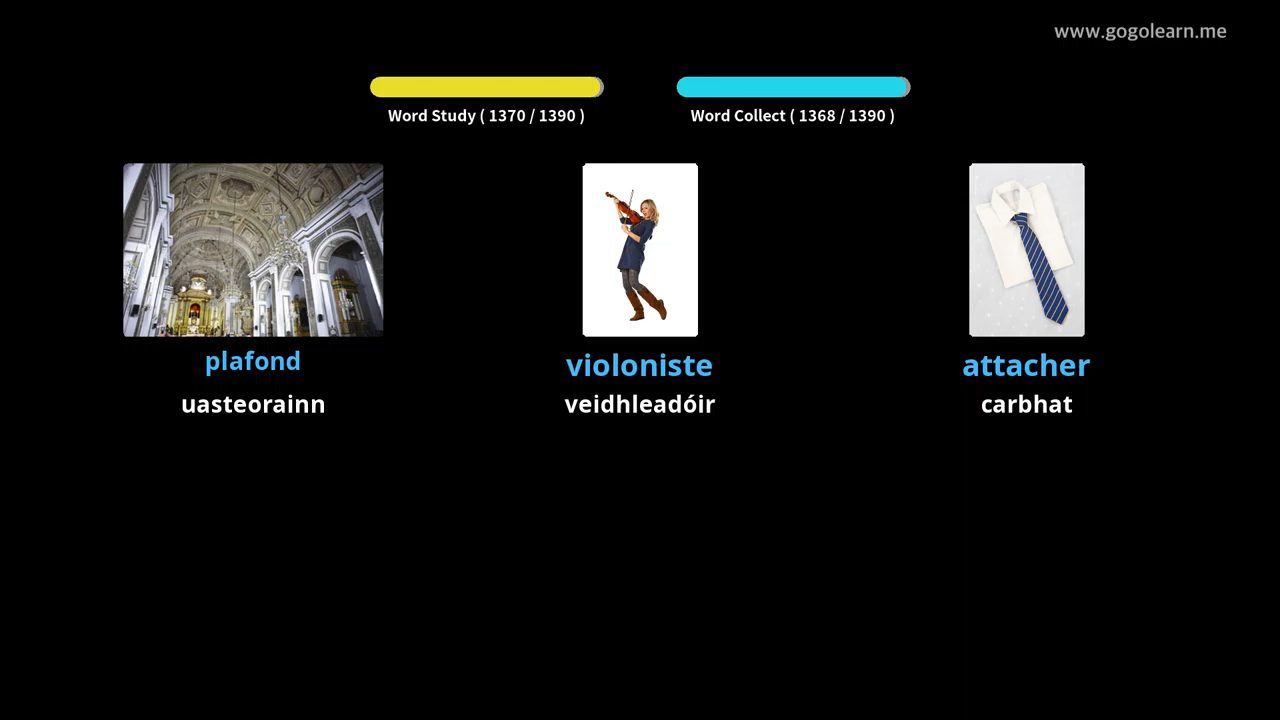 www.gogolearn.me
Word Study ( 1370 / 1390 )
Word Collect ( 1368 / 1390 )
plafond
uasteorainn
violoniste
veidhleadóir
attacher
carbhat